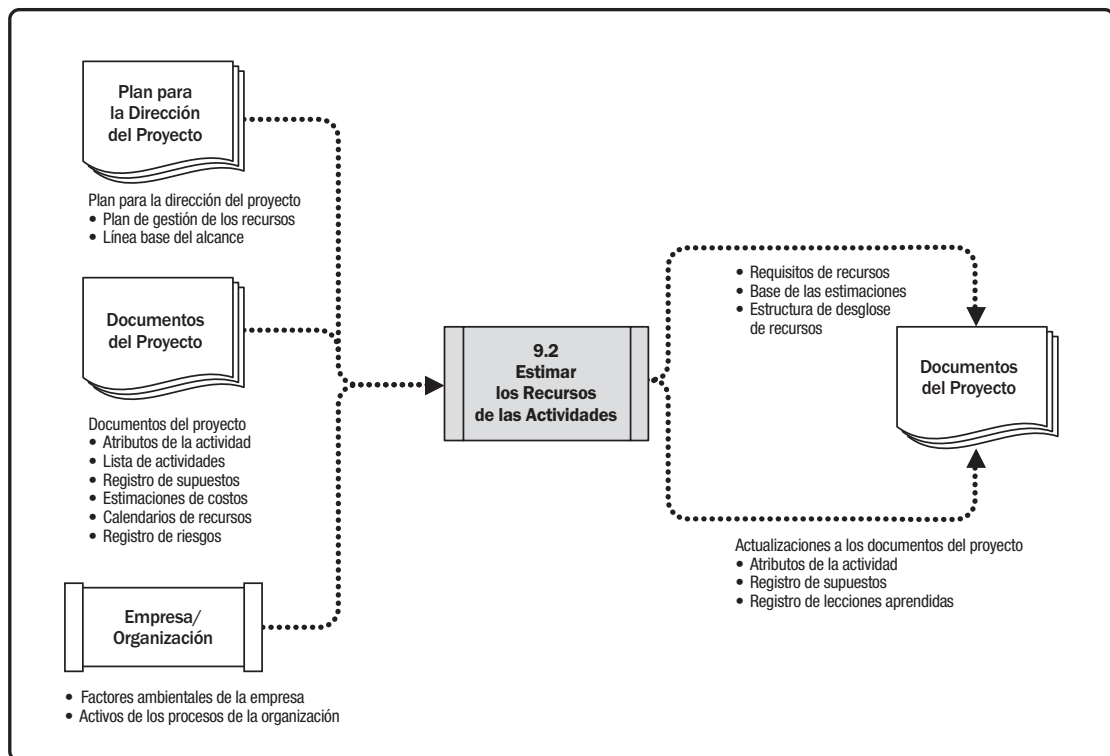 Plan para
la Dirección
del Proyecto
Plan para la dirección del proyecto
• Plan de gestión de los recursos
• Línea base del alcance
Documentos
del Proyecto
Documentos del proyecto
• Atributos de la actividad
• Lista de actividades
• Registro de supuestos
• Estimaciones de costos
• Calendarios de recursos
• Registro de riesgos
Empresa/
Organización
• Factores ambientales de la empresa
• Activos de los procesos de la organización
9.2
Estimar
los Recursos
de las Actividades
• Requisitos de recursos
• Base de las estimaciones
• Estructura de desglose
de recursos
Documentos
del Proyecto
Actualizaciones a los documentos del proyecto
• Atributos de la actividad
• Registro de supuestos
• Registro de lecciones aprendidas